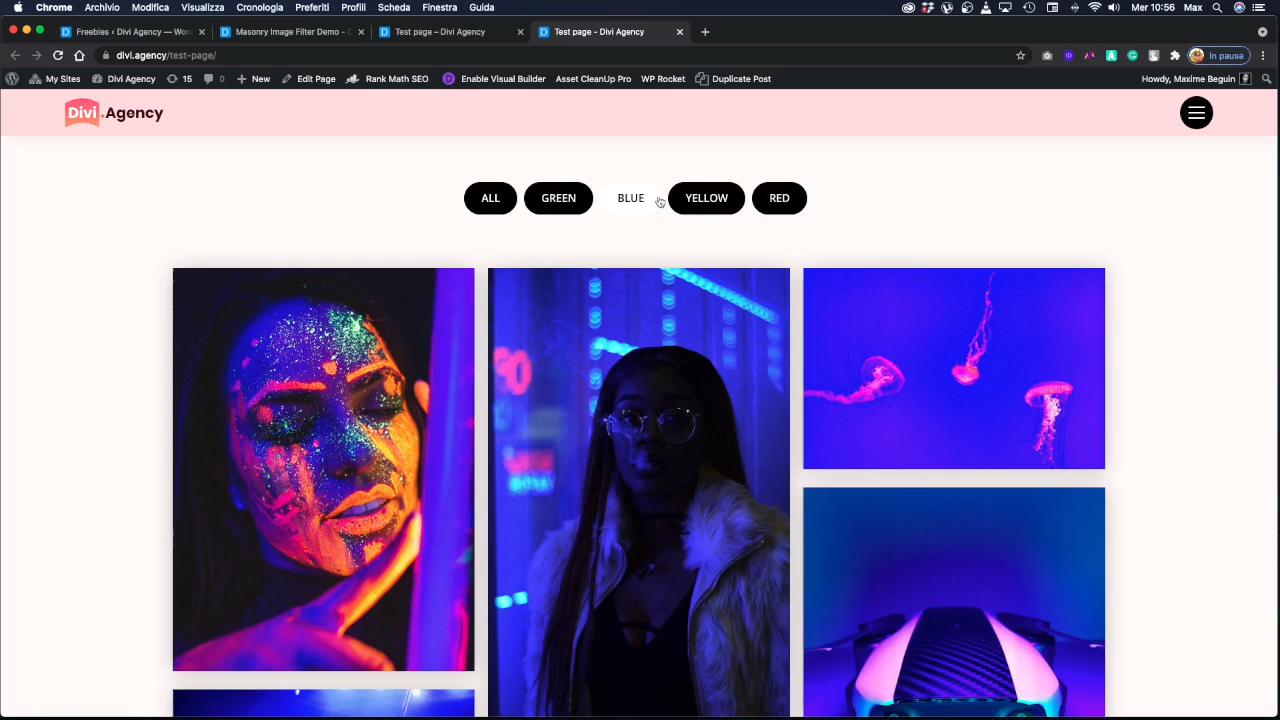 Chrome Archivio Modifica Visualizza Cronologia Preferiti Profili Scheda Finestra Guida Mer 10:56 Max
Freebies ‹ Divi Agency — Wor Masonry Image Filter Demo - D Test page – Divi Agency Test page - Divi Agency
divi.agency/test-page/ In pausa
My Sites Divi Agency 15 0 New Edit Page Rank Math SEO Enable Visual Builder Asset CleanUp Pro WP Rocket Duplicate Post Howdy, Maxime Beguin
Divi.Agency
ALL GREEN BLUE YELLOW RED